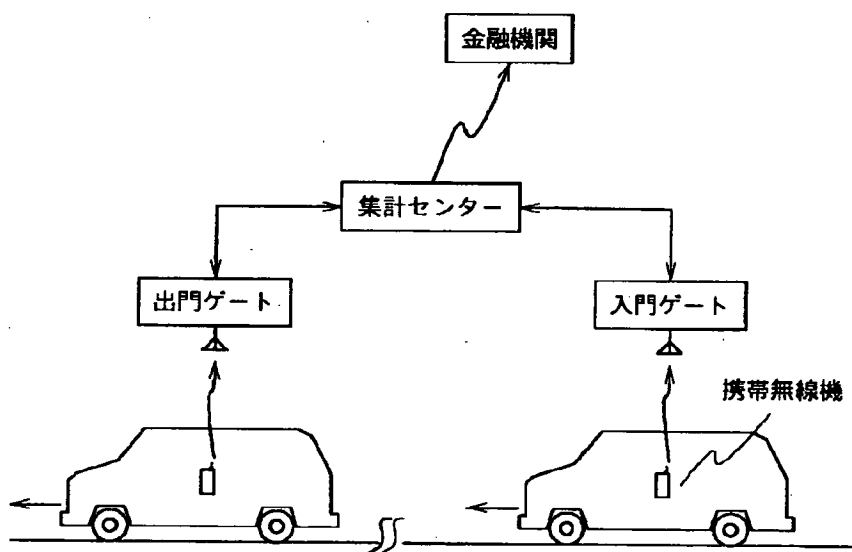 金融機関
集計センター
出門ゲート
入門ゲート
携帯無線機